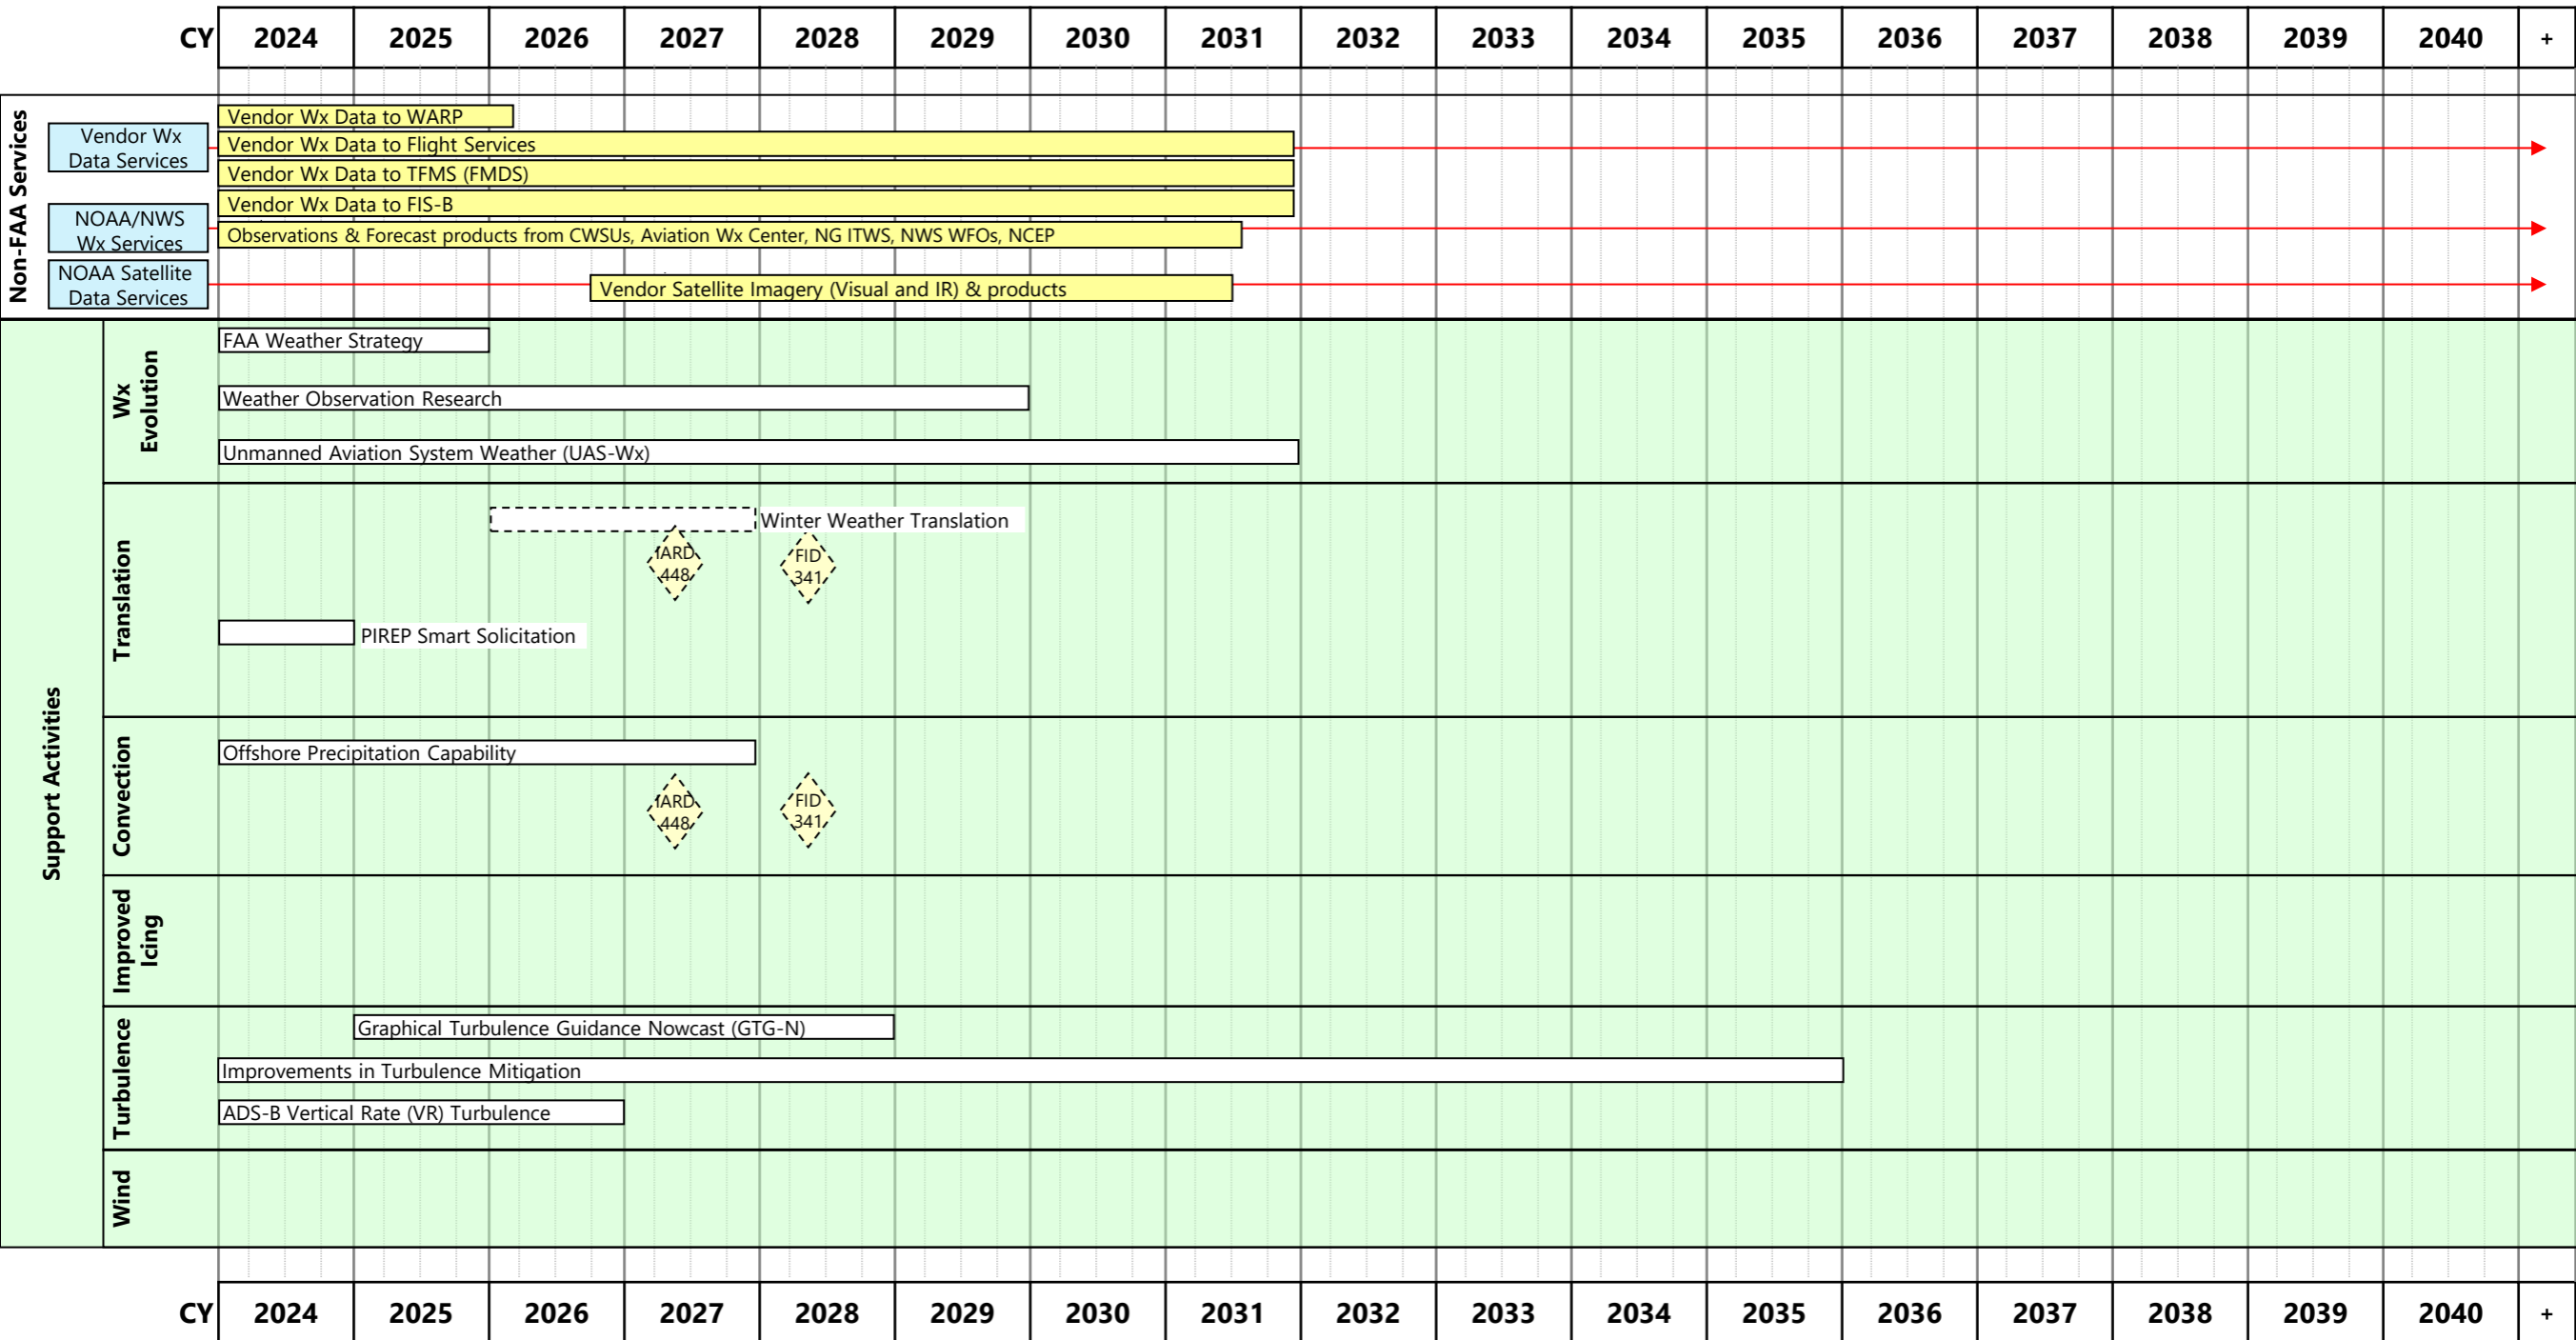 CY 2024 2025 2026 2027 2028 2029 2030 2031 2032 2033 2034 2035 2036 2037 2038 2039 2040 +
Non-FAA Services
Vendor Wx
Data Services
Vendor Wx Data to WARP
Vendor Wx Data to Flight Services
Vendor Wx Data to TFMS (FMDS)
Vendor Wx Data to FIS-B
NOAA/NWS
Wx Services
Observations & Forecast products from CWSUs, Aviation Wx Center, NG ITWS, NWS WFOs, NCEP
NOAA Satellite
Data Services
Vendor Satellite Imagery (Visual and IR) & products
Support Activities
Wx
Evolution
FAA Weather Strategy
Weather Observation Research
Unmanned Aviation System Weather (UAS-Wx)
Translation
Winter Weather Translation
IARD
448
FID
341
PIREP Smart Solicitation
Convection
Offshore Precipitation Capability
IARD
448
FID
341
Improved
Icing
Turbulence
Graphical Turbulence Guidance Nowcast (GTG-N)
Improvements in Turbulence Mitigation
ADS-B Vertical Rate (VR) Turbulence
Wind
CY 2024 2025 2026 2027 2028 2029 2030 2031 2032 2033 2034 2035 2036 2037 2038 2039 2040 +